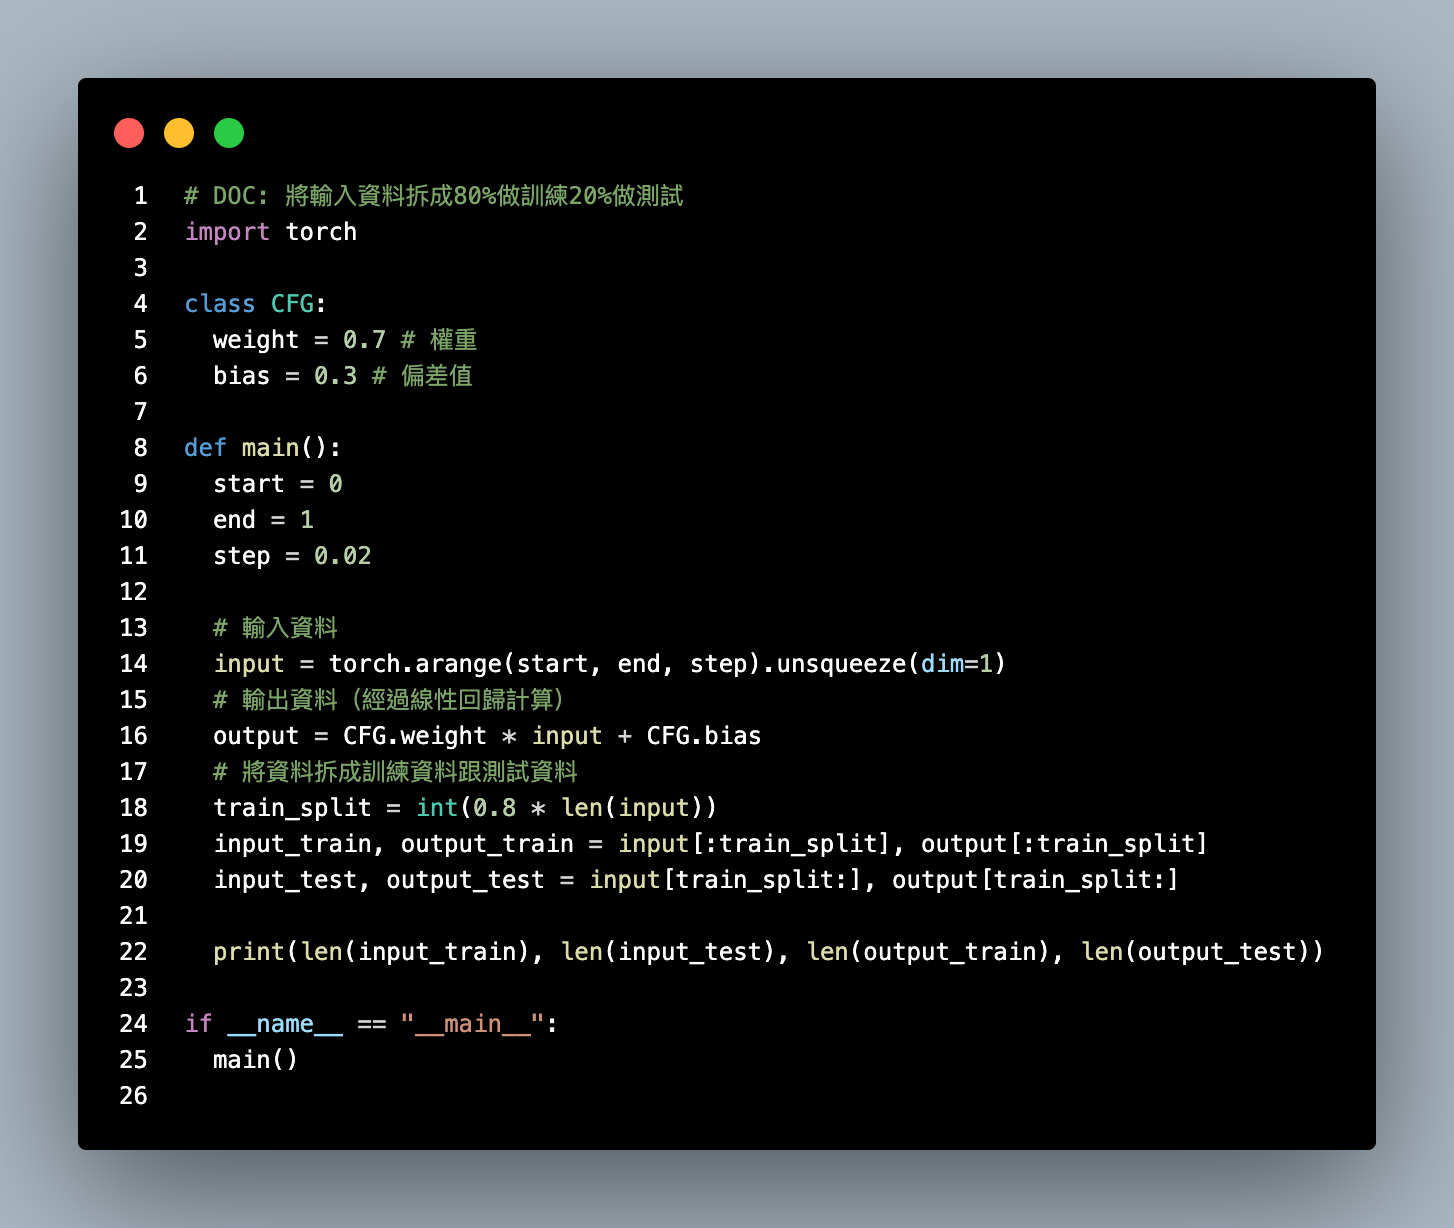 1 # DOC: 將輸入資料拆成80%做訓練20%做測試
2 import torch
3
4 class CFG:
5   weight = 0.7 # 權重
6   bias = 0.3 # 偏差值
7
8 def main():
9   start = 0
10   end = 1
11   step = 0.02
12
13   # 輸入資料
14   input = torch.arange(start, end, step).unsqueeze(dim=1)
15   # 輸出資料（經過線性回歸計算）
16   output = CFG.weight * input + CFG.bias
17   # 將資料拆成訓練資料跟測試資料
18   train_split = int(0.8 * len(input))
19   input_train, output_train = input[:train_split], output[:train_split]
20   input_test, output_test = input[train_split:], output[train_split:]
21
22   print(len(input_train), len(input_test), len(output_train), len(output_test))
23
24 if __name__ == "__main__":
25   main()
26